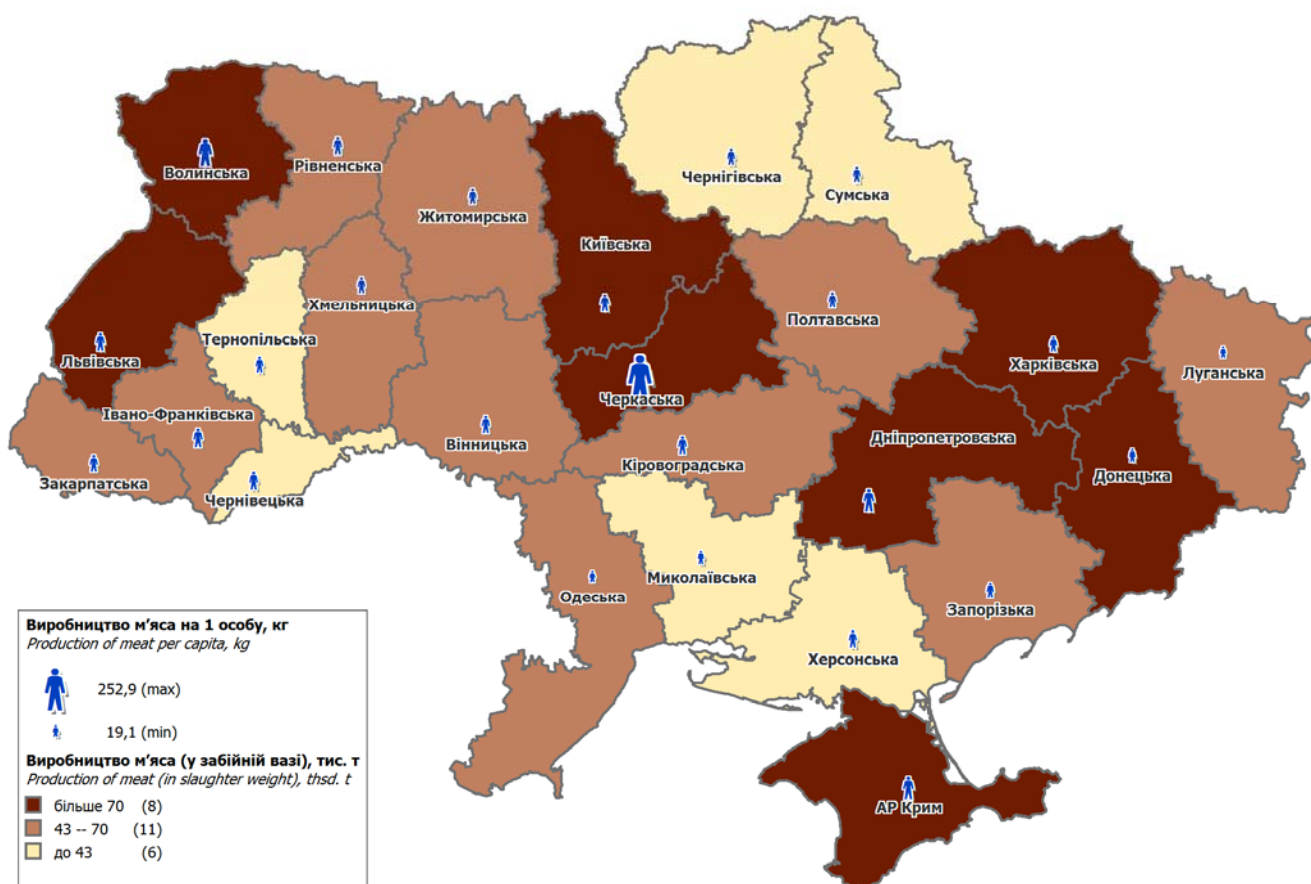 Чернігівська
Сумська
Волинська
Рівненська
Житомирська
Київська
Хмельницька
Полтавська
Тернопільська
Львівська
Харківська
Луганська
Черкаська
Івано-Франківська
Дніпропетровська
Вінницька
Кіровоградська
Донецька
Закарпатська
Чернівецька
Миколаївська
Одеська
Запорізька
Херсонська
АР Крим
Виробництво м’яса на 1 особу, кг
Production of meat per capita, kg
252,9 (max)
19,1 (min)
Виробництво м’яса (у забійній вазі), тис. т
Production of meat (in slaughter weight), thsd. t
більше 70 (8)
43 -- 70 (11)
до 43 (6)